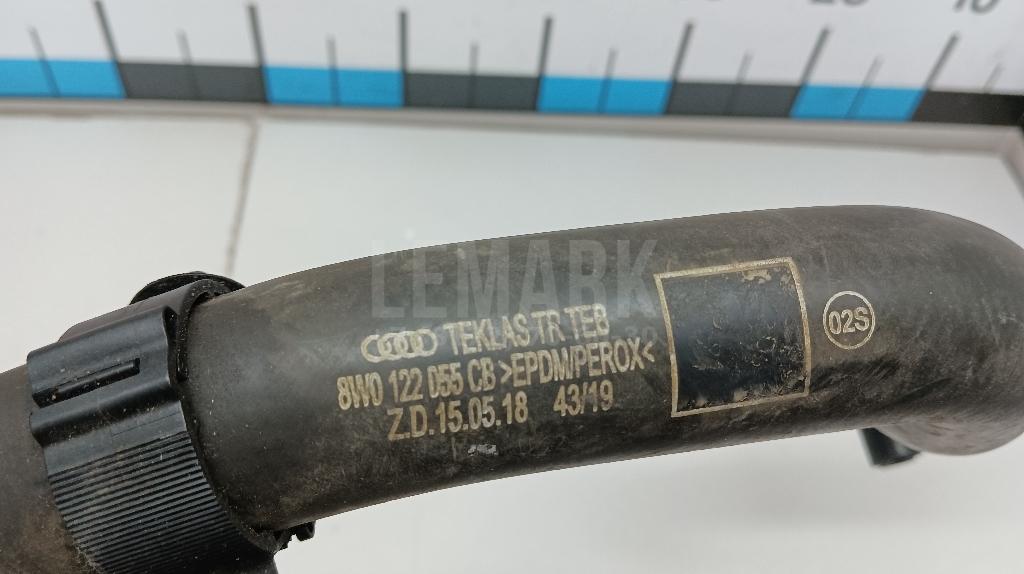 LEMARK
TEKLAS TR TEB
8W0 122 055 CB >EPDM/PEROX<
Z.D.15.05.18 43/19
02S